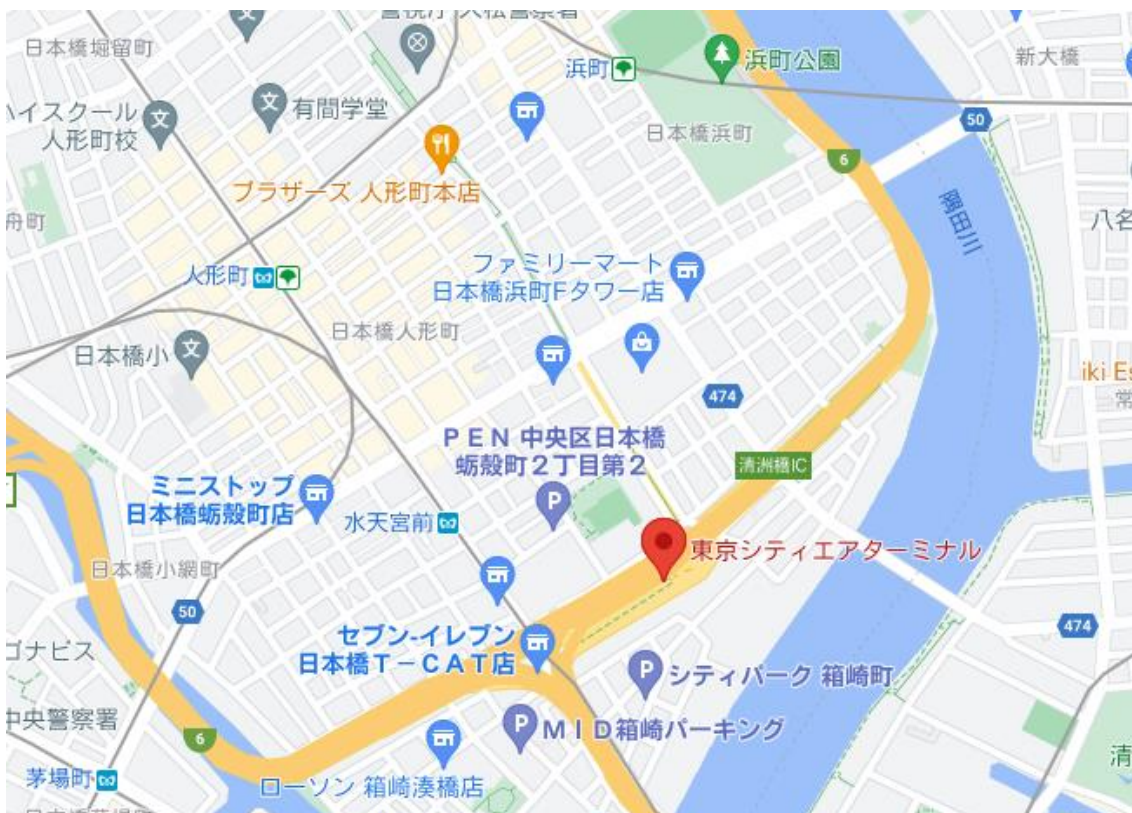 日本橋堀留町
浜町
浜町公園
新大橋
ハイスクール
人形町校
有間学堂
日本橋浜町
50
6
ブラザーズ 人形町本店
舟町
隅田川
八名
人形町
ファミリーマート
日本橋浜町Fタワー店
日本橋人形町
日本橋小
iki Es
常
474
PEN 中央区日本橋
蛎殻町2丁目第2
清洲橋IC
ミニストップ
日本橋蛎殻町店
水天宮前
東京シティエアターミナル
日本橋小網町
50
474
セブン-イレブン
日本橋T-CAT店
ゴナビス
シティパーク 箱崎町
中央警察署
6
MID箱崎パーキング
清
茅場町
ローソン 箱崎湊橋店